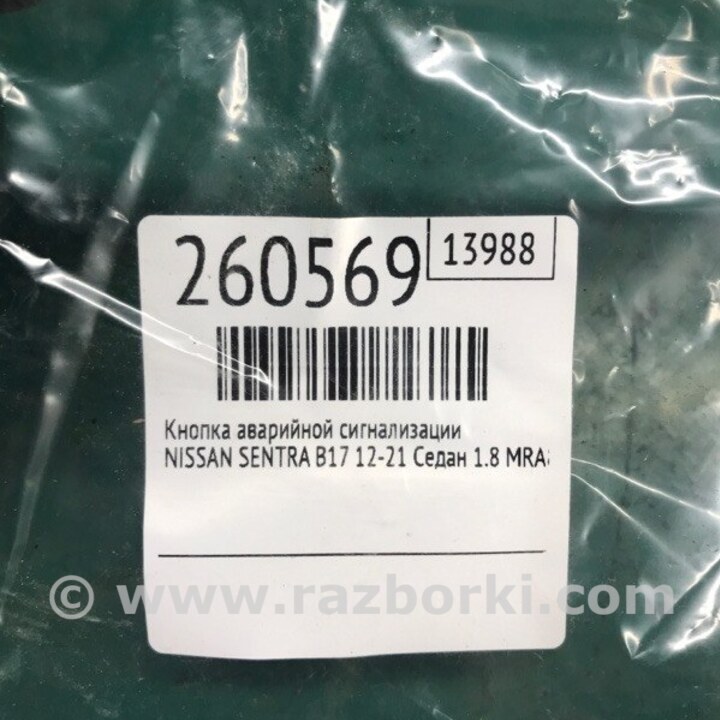 260569
13988
Кнопка аварийной сигнализации
NISSAN SENTRA B17 12-21 Седан 1.8 MRA
© www.razborki.com